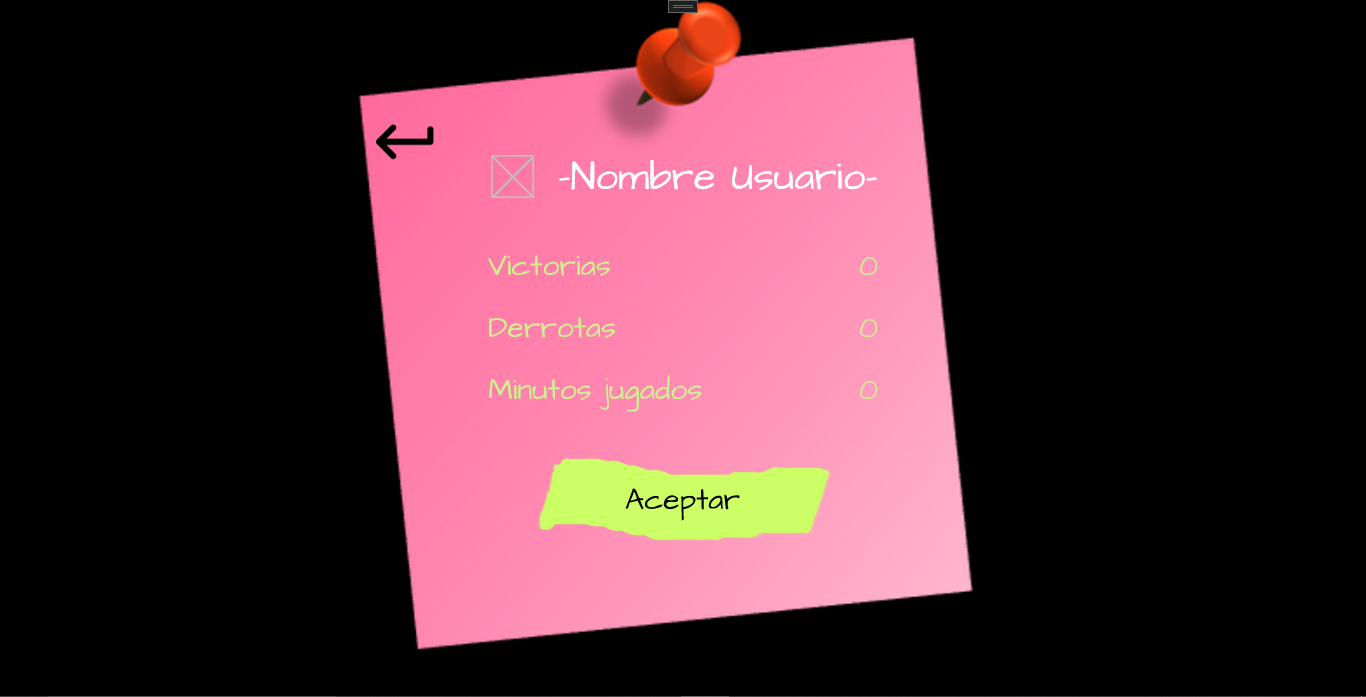 -Nombre Usuario-
Victorias 0
Derrotas 0
Minutos jugados 0
Aceptar